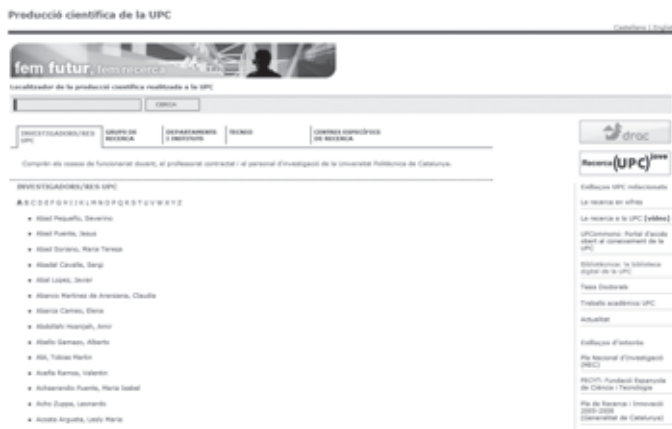 Producció científica de la UPC
Castellano | English
fem futur, fem recerca
Localitzador de la producció científica realitzada a la UPC
CERCA
INVESTIGADORS/RES UPC
GRUPS DE RECERCA
DEPARTAMENTS I INSTITUTS
TECNIO
CENTRES ESPECÍFICS DE RECERCA
Comprèn els cossos de funcionariat docent, el professorat contractat i el personal d'investigació de la Universitat Politècnica de Catalunya.
INVESTIGADORS/RES UPC
A B C D E F G H I J K L M N O P Q R S T U V W X Y Z
Abad Pequeño, Severino
Abad Puente, Jesus
Abad Soriano, Maria Teresa
Abadal Cavalle, Sergi
Abal Lopez, Javier
Abanco Martinez de Arenzana, Claudia
Abarca Cameo, Elena
Abdollahi Hosnijeh, Amir
Abello Gamazo, Alberto
Abt, Tobias Martin
Aceña Ramos, Valentin
Achaerandio Puente, Maria Isabel
Acho Zuppa, Leonardo
Acosta Argueta, Lesly Maria
drac
Recerca (UPC) jove
Enllaços UPC relacionats
La recerca en xifres
La recerca a la UPC [vídeo]
UPCommons: Portal d'accés
obert al coneixement de la
UPC
Bibliotècnica: la biblioteca
digital de la UPC
Tesis Doctorals
Treballs acadèmics UPC
Actualitat
Enllaços d'interès
Pla Nacional d'Investigació
(MEC)
FECYT: Fundació Espanyola
de Ciència i Tecnologia
Pla de Recerca i Innovació
2005-2008
(Generalitat de Catalunya)